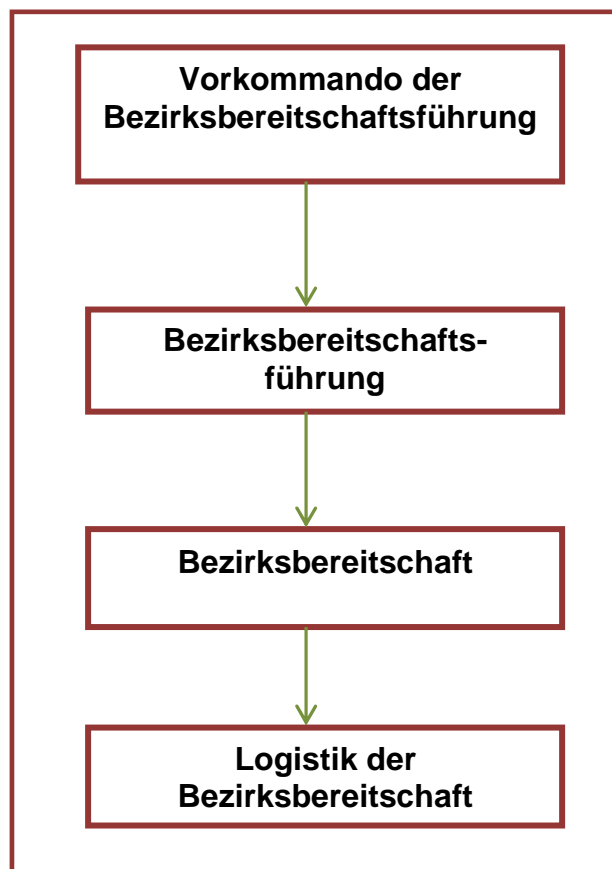 Vorkommando der
Bezirksbereitschaftsführung
Bezirksbereitschafts-
führung
Bezirksbereitschaft
Logistik der
Bezirksbereitschaft